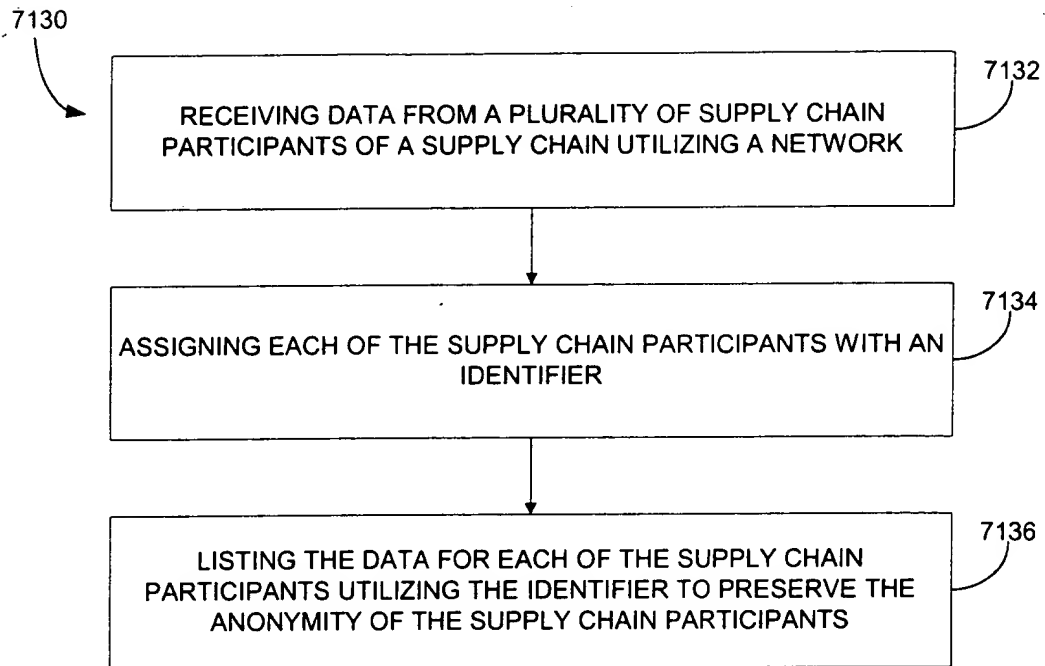 7130
7132
RECEIVING DATA FROM A PLURALITY OF SUPPLY CHAIN
PARTICIPANTS OF A SUPPLY CHAIN UTILIZING A NETWORK
7134
ASSIGNING EACH OF THE SUPPLY CHAIN PARTICIPANTS WITH AN
IDENTIFIER
7136
LISTING THE DATA FOR EACH OF THE SUPPLY CHAIN
PARTICIPANTS UTILIZING THE IDENTIFIER TO PRESERVE THE
ANONYMITY OF THE SUPPLY CHAIN PARTICIPANTS